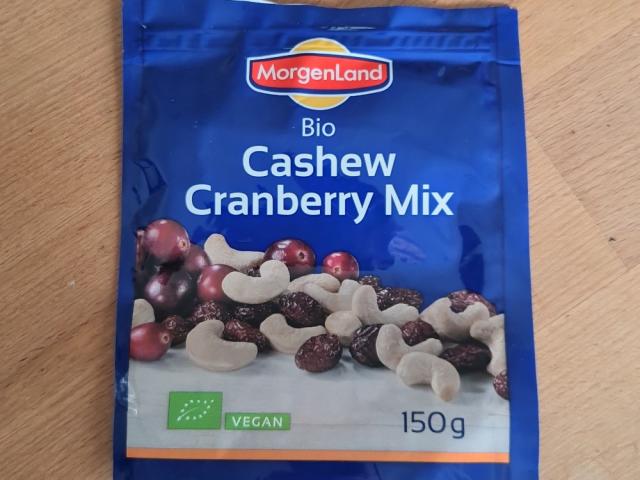 MorgenLand
Bio
Cashew
Cranberry Mix
VEGAN
150g